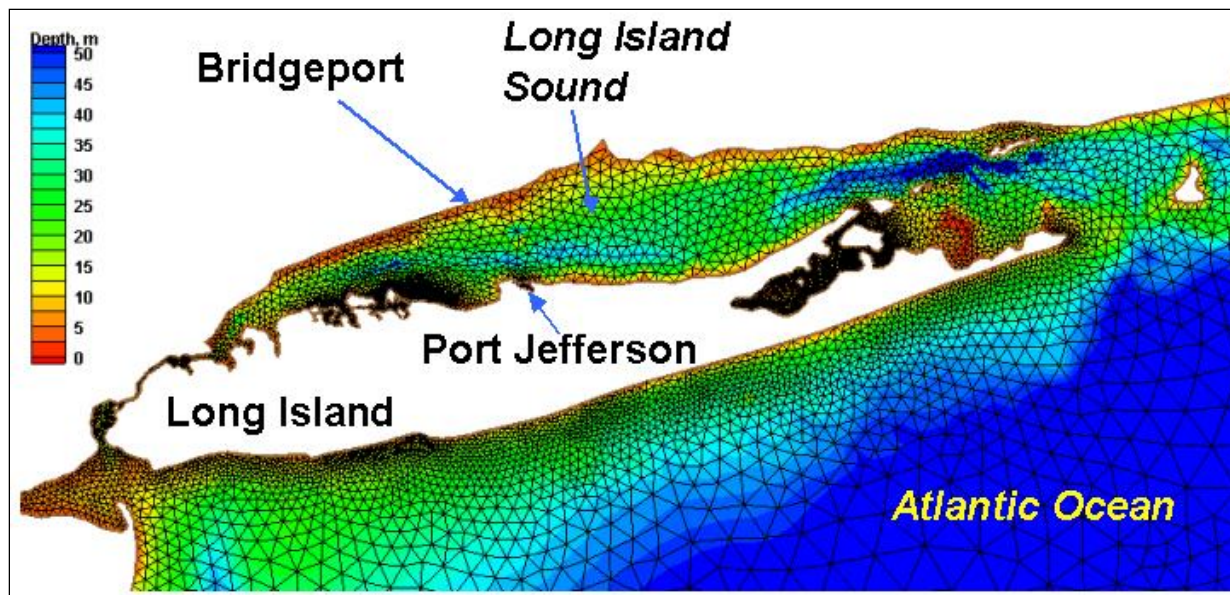 Depth, m
50
45
40
35
30
25
20
15
10
5
0
Bridgeport
Long Island
Sound
Port Jefferson
Long Island
Atlantic Ocean